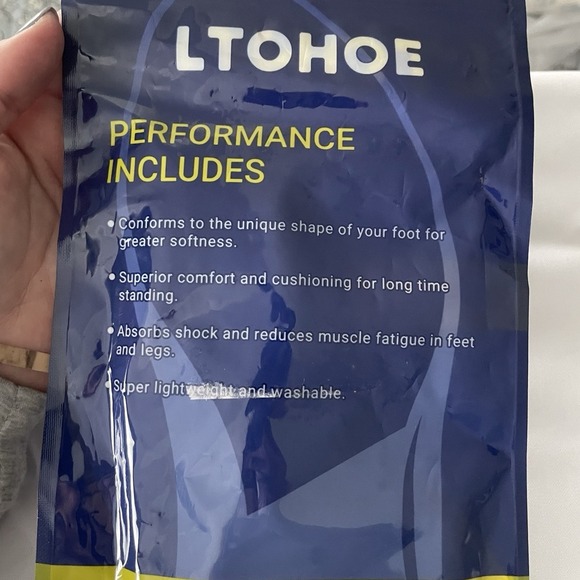 LTOHOE
PERFORMANCE
INCLUDES
• Conforms to the unique shape of your foot for
greater softness.
• Superior comfort and cushioning for long time
standing.
• Absorbs shock and reduces muscle fatigue in feet
and legs.
• Super lightweight and washable.